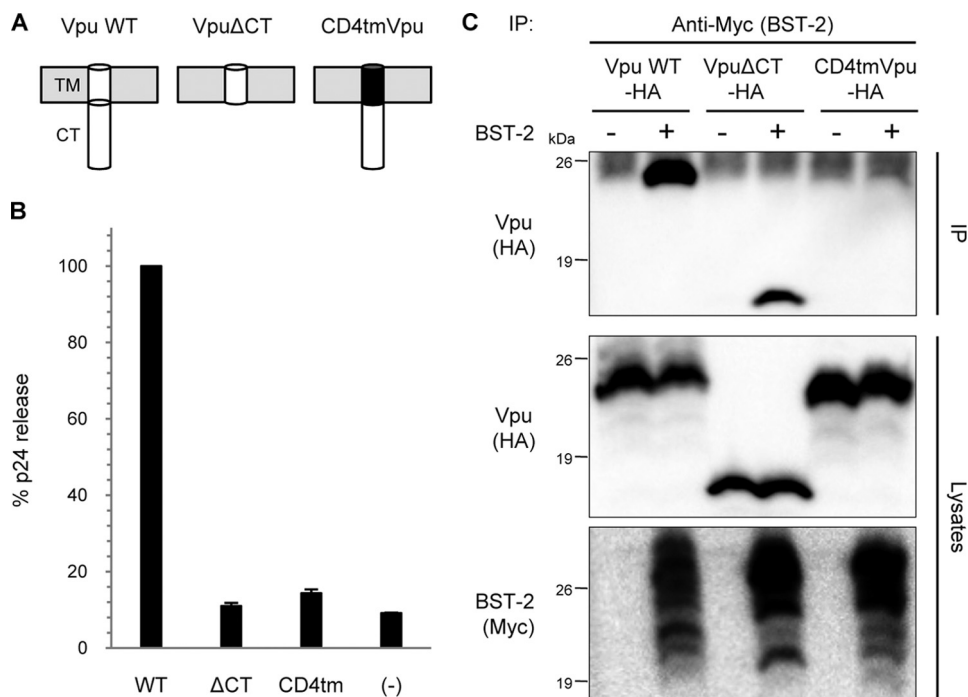 A
Vpu WT
VpuΔCT
CD4tmVpu
TM
CT
B
% p24 release
100
80
60
40
20
0
WT
ΔCT
CD4tm
(-)
C
IP:
Anti-Myc (BST-2)
Vpu WT
-HA
VpuΔCT
-HA
CD4tmVpu
-HA
BST-2
kDa
- + - + - +
26
Vpu
(HA)
19
IP
26
Vpu
(HA)
19
Lysates
26
BST-2
(Myc)
19